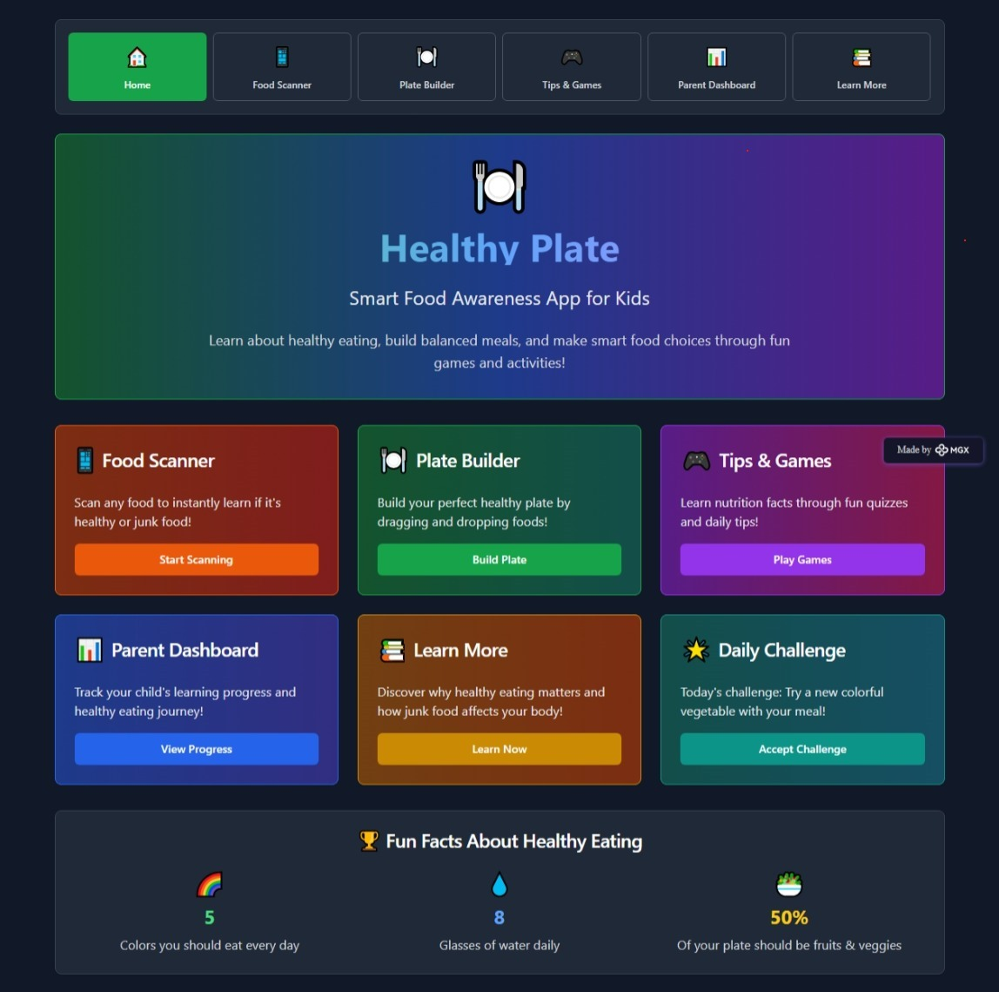 Home
Food Scanner
Plate Builder
Tips & Games
Parent Dashboard
Learn More
Healthy Plate
Smart Food Awareness App for Kids
Learn about healthy eating, build balanced meals, and make smart food choices through fun
games and activities!
Food Scanner
Scan any food to instantly learn if it's
healthy or junk food!
Start Scanning
Plate Builder
Build your perfect healthy plate by
dragging and dropping foods!
Build Plate
Tips & Games
Learn nutrition facts through fun quizzes
and daily tips!
Play Games
Made by MGX
Parent Dashboard
Track your child's learning progress and
healthy eating journey!
View Progress
Learn More
Discover why healthy eating matters and
how junk food affects your body!
Learn Now
Daily Challenge
Today's challenge: Try a new colorful
vegetable with your meal!
Accept Challenge
Fun Facts About Healthy Eating
5
Colors you should eat every day
8
Glasses of water daily
50%
Of your plate should be fruits & veggies